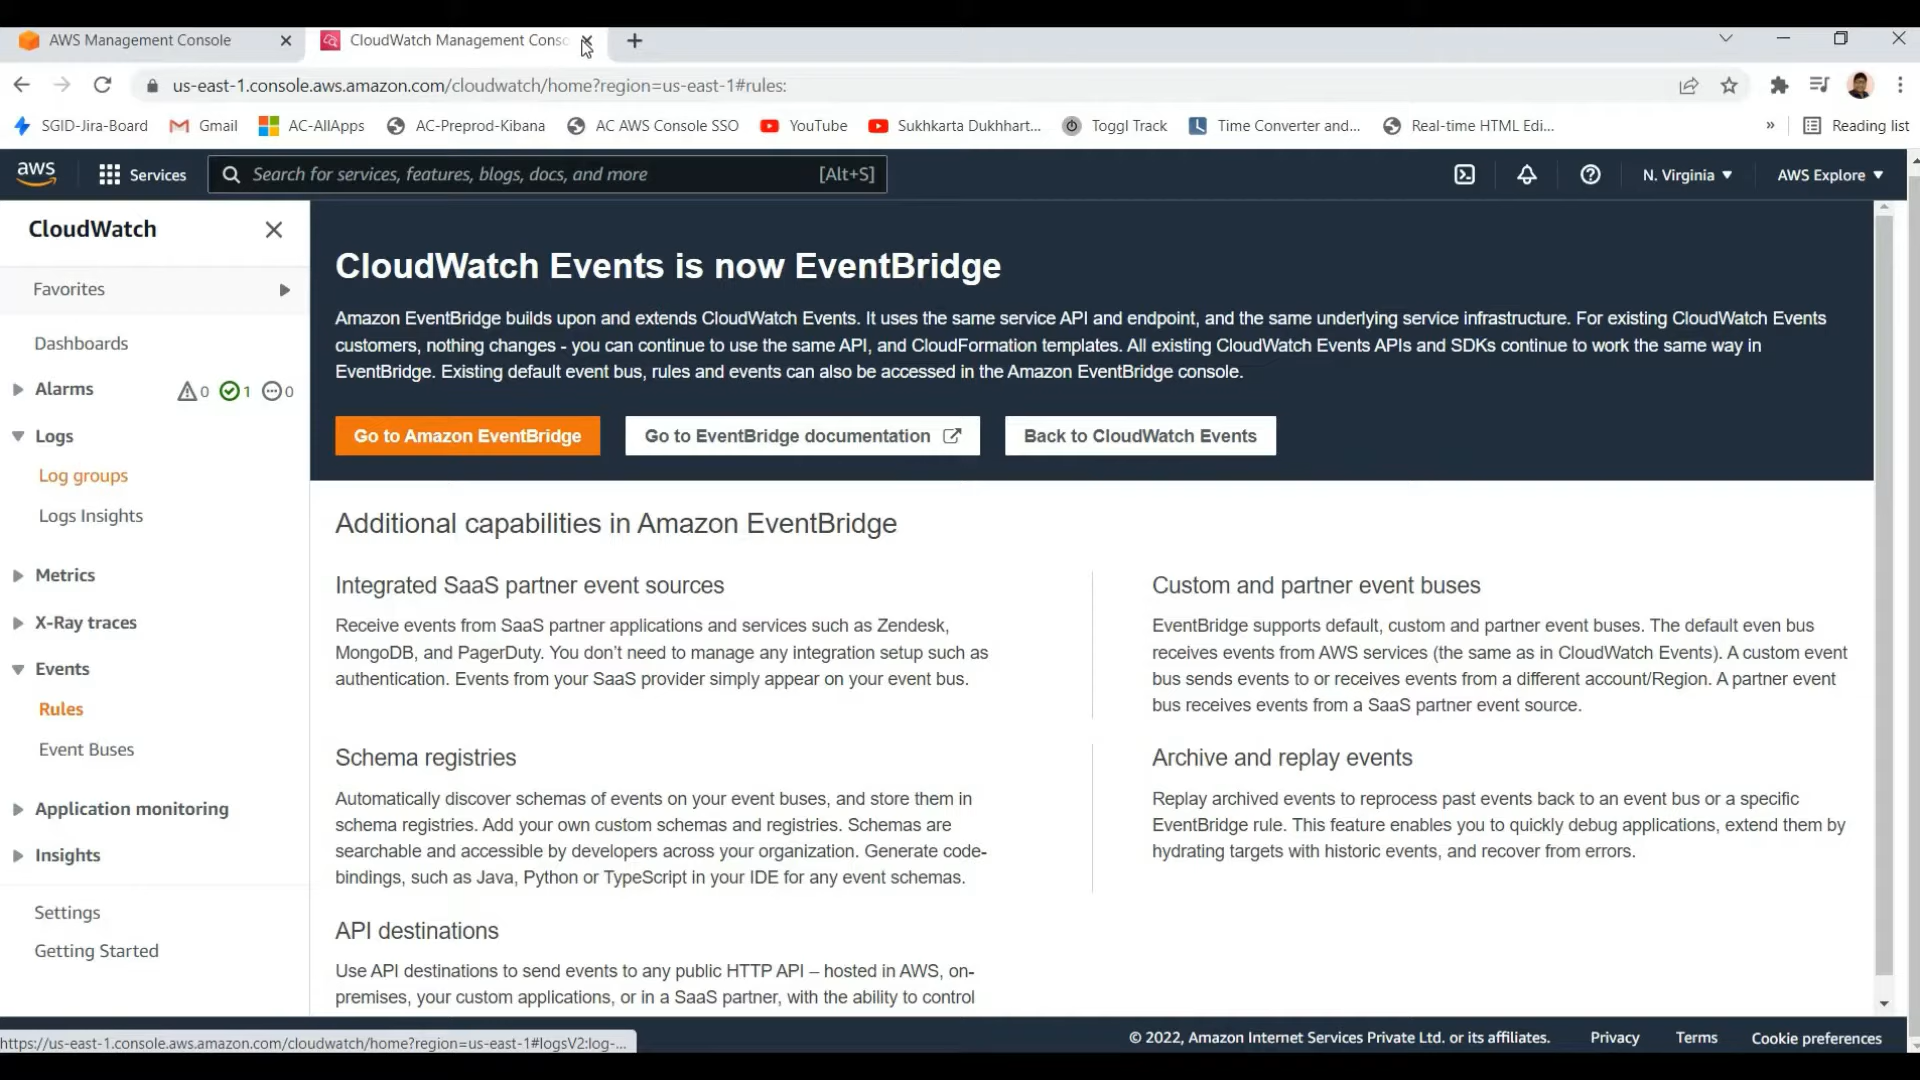 AWS Management Console
CloudWatch Management Conso
us-east-1.console.aws.amazon.com/cloudwatch/home?region=us-east-1#rules:
SGID-Jira-Board
Gmail
AC-AllApps
AC-Preprod-Kibana
AC AWS Console SSO
YouTube
Sukhkarta Dukhhart...
Toggl Track
Time Converter and...
Real-time HTML Edi...
»
Reading list
aws
Services
Search for services, features, blogs, docs, and more
[Alt+S]
N. Virginia
AWS Explore
CloudWatch
Favorites
Dashboards
Alarms
0
1
0
Logs
Log groups
Logs Insights
Metrics
X-Ray traces
Events
Rules
Event Buses
Application monitoring
Insights
Settings
Getting Started
CloudWatch Events is now EventBridge
Amazon EventBridge builds upon and extends CloudWatch Events. It uses the same service API and endpoint, and the same underlying service infrastructure. For existing CloudWatch Events
customers, nothing changes - you can continue to use the same API, and CloudFormation templates. All existing CloudWatch Events APIs and SDKs continue to work the same way in
EventBridge. Existing default event bus, rules and events can also be accessed in the Amazon EventBridge console.
Go to Amazon EventBridge
Go to EventBridge documentation
Back to CloudWatch Events
Additional capabilities in Amazon EventBridge
Integrated SaaS partner event sources
Receive events from SaaS partner applications and services such as Zendesk,
MongoDB, and PagerDuty. You don't need to manage any integration setup such as
authentication. Events from your SaaS provider simply appear on your event bus.
Custom and partner event buses
EventBridge supports default, custom and partner event buses. The default even bus
receives events from AWS services (the same as in CloudWatch Events). A custom event
bus sends events to or receives events from a different account/Region. A partner event
bus receives events from a SaaS partner event source.
Schema registries
Automatically discover schemas of events on your event buses, and store them in
schema registries. Add your own custom schemas and registries. Schemas are
searchable and accessible by developers across your organization. Generate code-
bindings, such as Java, Python or TypeScript in your IDE for any event schemas.
Archive and replay events
Replay archived events to reprocess past events back to an event bus or a specific
EventBridge rule. This feature enables you to quickly debug applications, extend them by
hydrating targets with historic events, and recover from errors.
API destinations
Use API destinations to send events to any public HTTP API – hosted in AWS, on-
premises, your custom applications, or in a SaaS partner, with the ability to control
https://us-east-1.console.aws.amazon.com/cloudwatch/home?region=us-east-1#logsV2:log-...
© 2022, Amazon Internet Services Private Ltd. or its affiliates.
Privacy
Terms
Cookie preferences